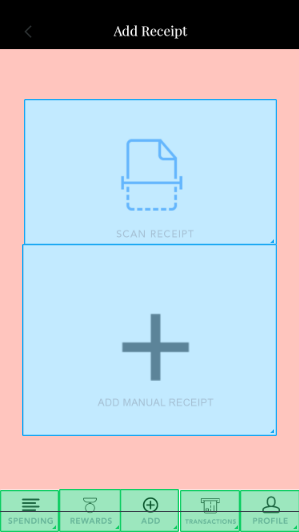 Add Receipt
SCAN RECEIPT
ADD MANUAL RECEIPT
SPENDING REWARDS ADD TRANSACTIONS PROFILE